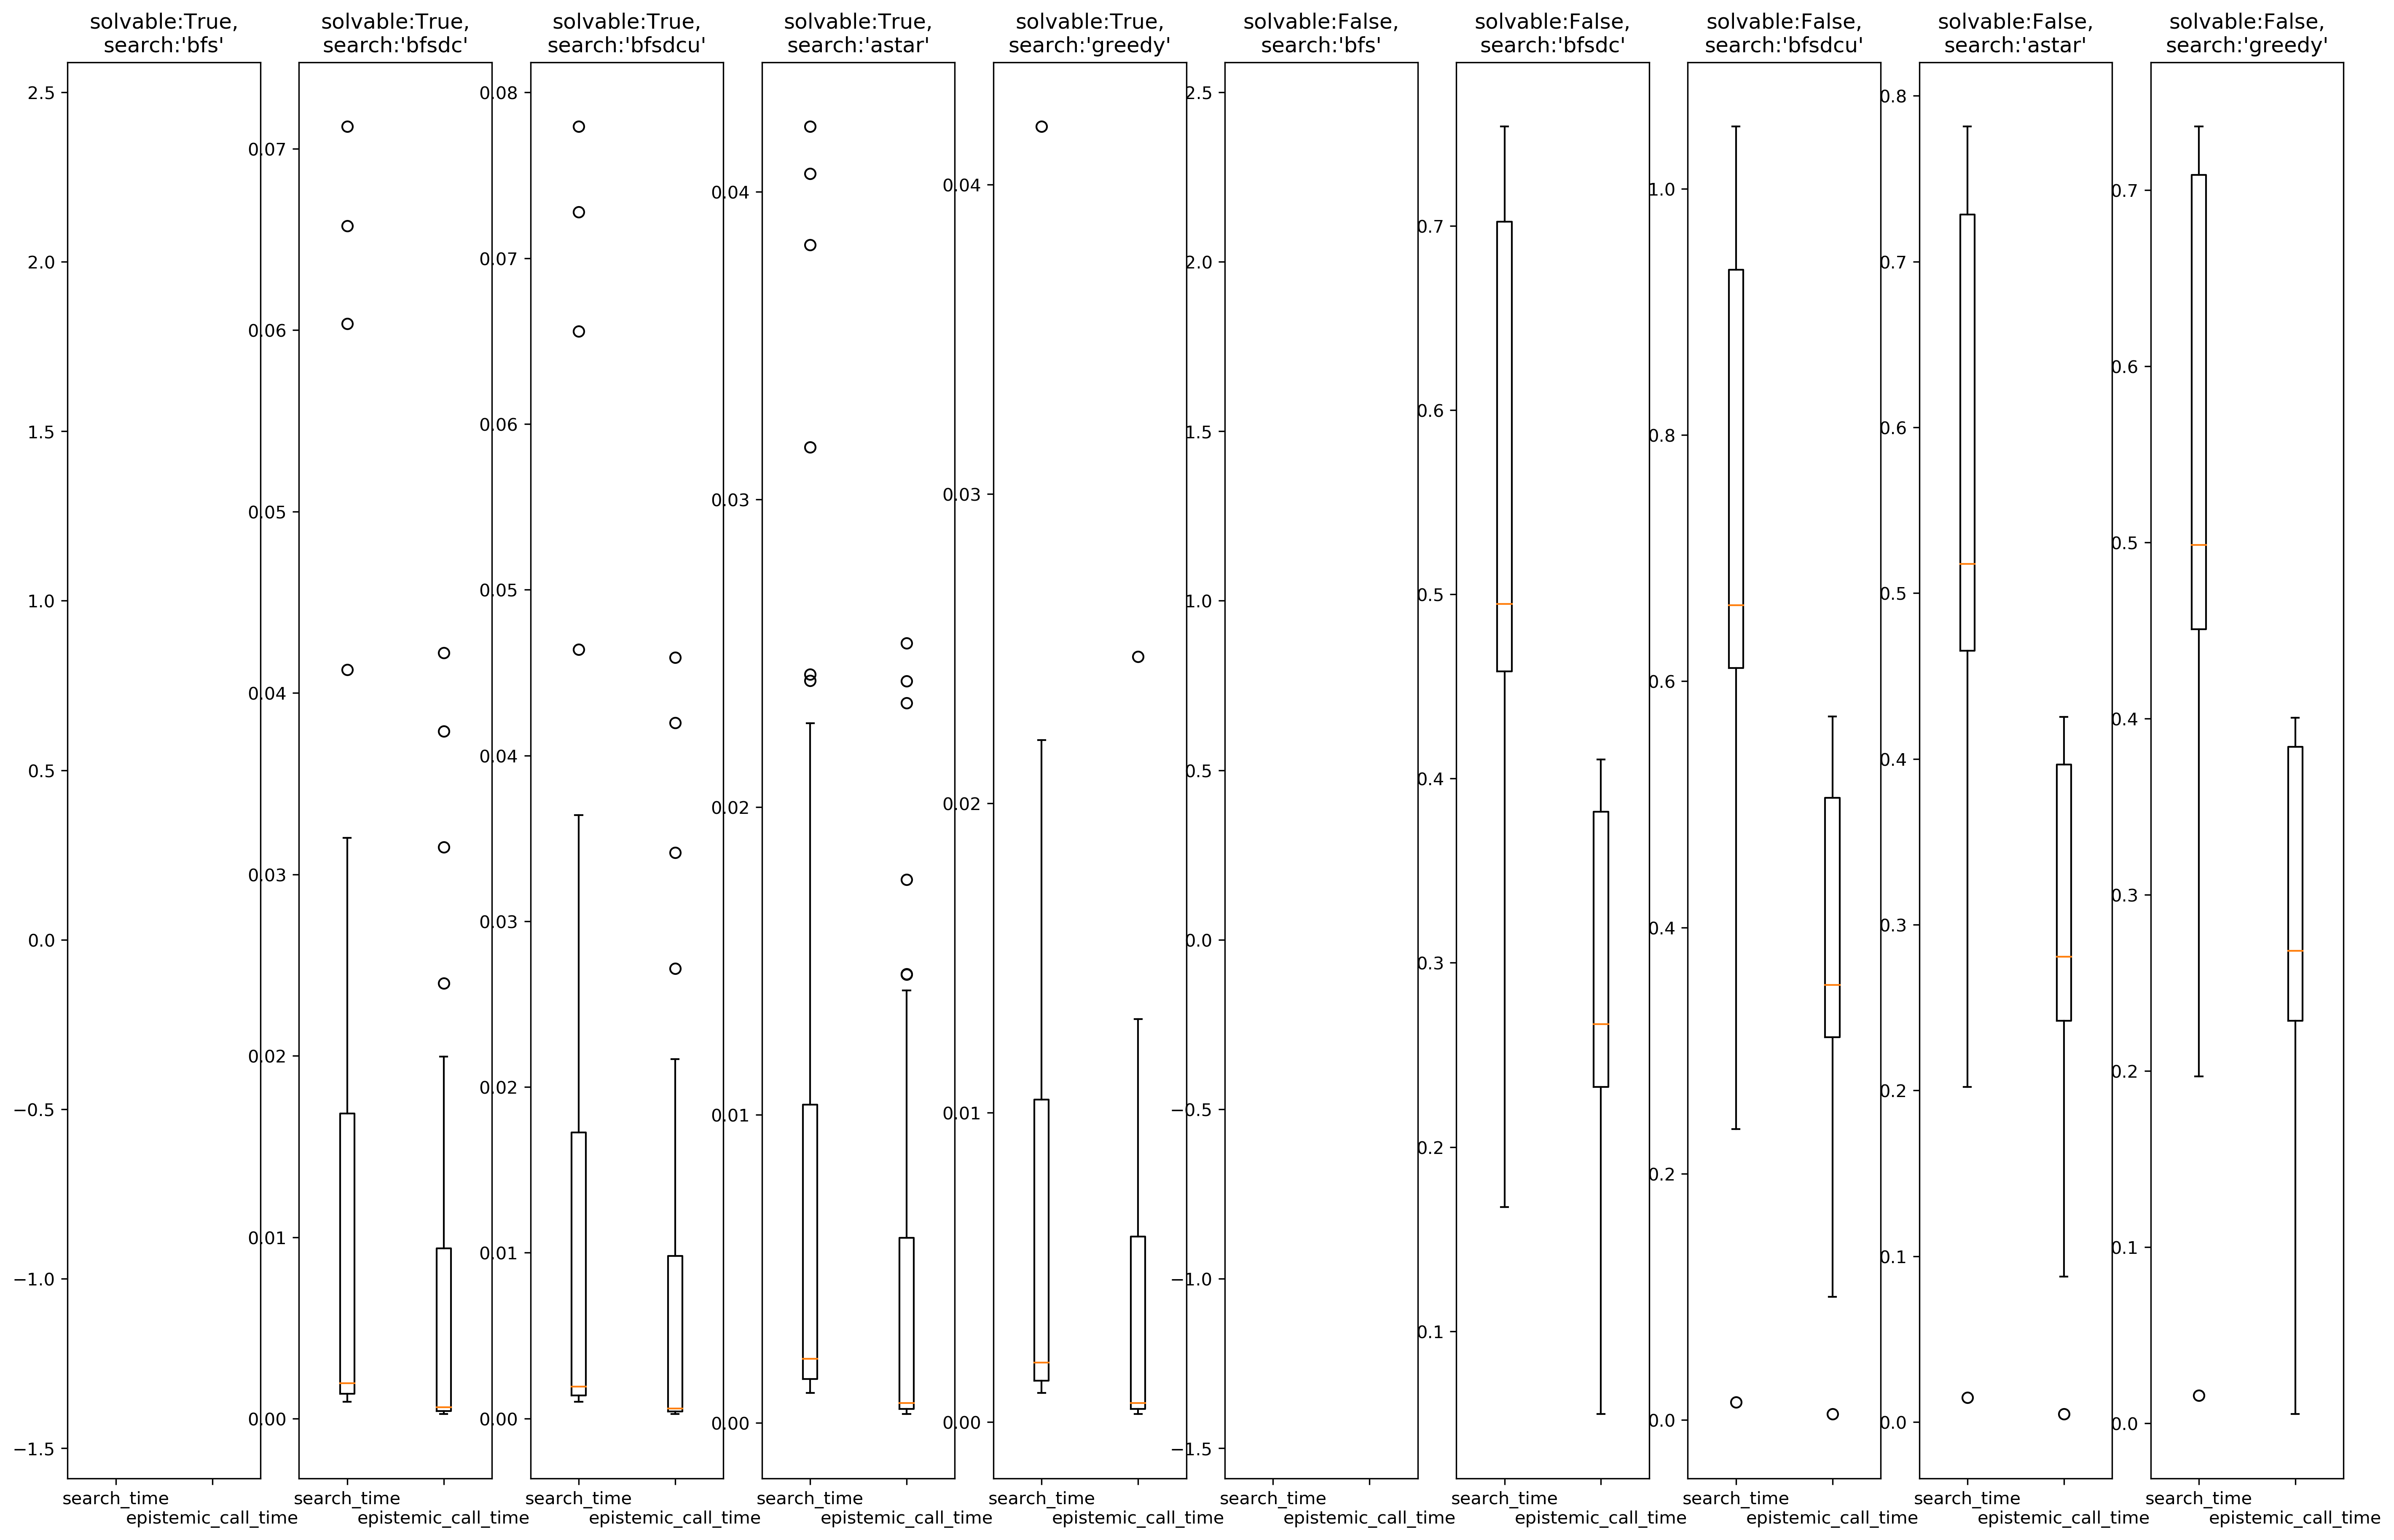 solvable:True,
search:'bfs'
solvable:True,
search:'bfsdc'
solvable:True,
search:'bfsdcu'
solvable:True,
search:'astar'
solvable:True,
search:'greedy'
solvable:False,
search:'bfs'
solvable:False,
search:'bfsdc'
solvable:False,
search:'bfsdcu'
solvable:False,
search:'astar'
solvable:False,
search:'greedy'
2.5
2.0
1.5
1.0
0.5
0.0
−0.5
−1.0
−1.5
search_time
epistemic_call_time
0.07
0.06
0.05
0.04
0.03
0.02
0.01
0.00
search_time
epistemic_call_time
0.08
0.07
0.06
0.05
0.04
0.03
0.02
0.01
0.00
search_time
epistemic_call_time
0.04
0.03
0.02
0.01
0.00
search_time
epistemic_call_time
0.04
0.03
0.02
0.01
0.00
search_time
epistemic_call_time
2.5
2.0
1.5
1.0
0.5
0.0
−0.5
−1.0
−1.5
search_time
epistemic_call_time
0.7
0.6
0.5
0.4
0.3
0.2
0.1
search_time
epistemic_call_time
1.0
0.8
0.6
0.4
0.2
0.0
search_time
epistemic_call_time
0.8
0.7
0.6
0.5
0.4
0.3
0.2
0.1
0.0
search_time
epistemic_call_time
0.7
0.6
0.5
0.4
0.3
0.2
0.1
0.0
search_time
epistemic_call_time